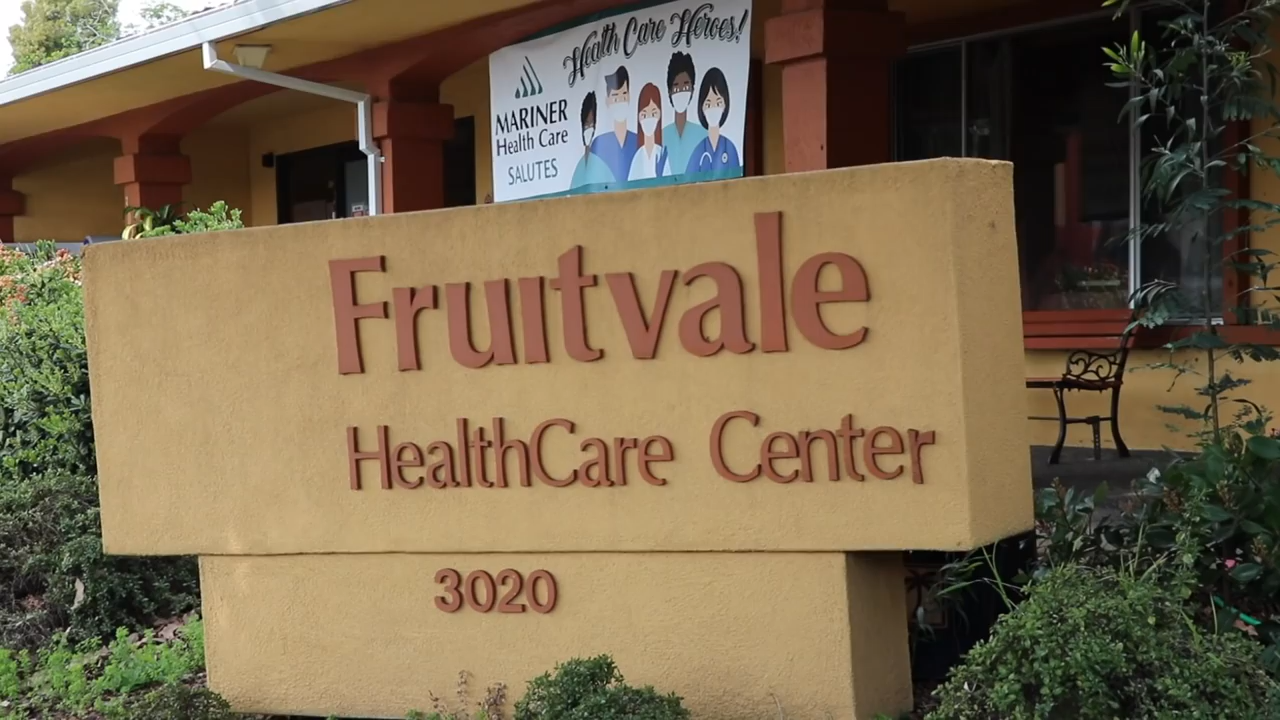 Health Care Heroes!
MARINER
Health Care
SALUTES
Fruitvale
HealthCare Center
3020